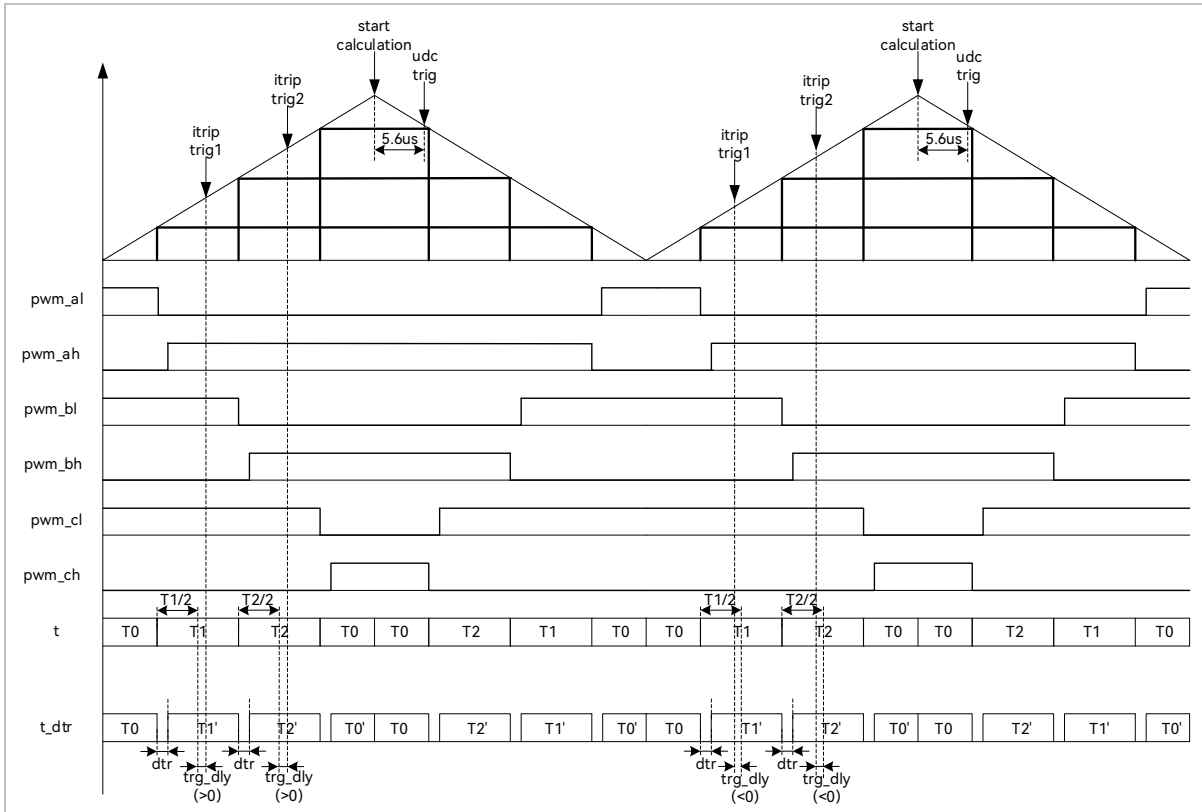 start
calculation
udc
trig
itrip
trig2
itrip
trig1
5.6us
start
calculation
udc
trig
itrip
trig2
itrip
trig1
5.6us
pwm_al
pwm_ah
pwm_bl
pwm_bh
pwm_cl
pwm_ch
T1/2 T2/2 T1/2 T2/2
t T0 T1 T2 T0 T0 T2 T1 T0 T0 T1 T2 T0 T0 T2 T1 T0
t_dtr T0 T1' T2' T0' T0 T2' T1' T0' T0 T1' T2' T0' T0 T2' T1' T0'
dtr dtr dtr dtr
trg_dly
(>0)
trg_dly
(>0)
trg_dly
(<0)
trg_dly
(<0)